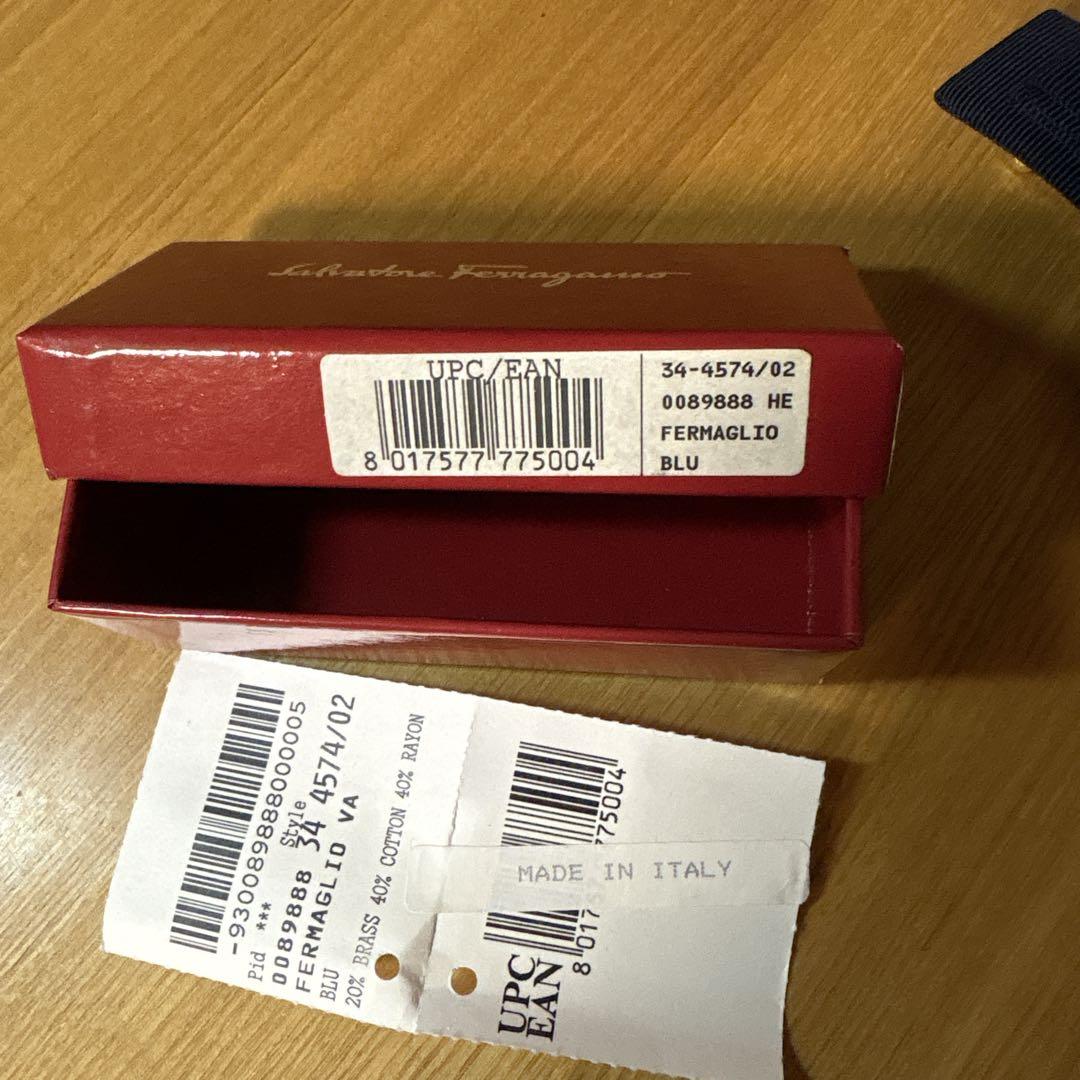 Salvatore Ferragamo
UPC/EAN
8 017577 775004
34-4574/02
0089888 HE
FERMAGLIO
BLU
-9300898880000005
Pid *** Style
0089888 34 4574/02
FERMAGLIO VA
BLU
20% BRASS 40% COTTON 40% RAYON
MADE IN ITALY
UPC
EAN